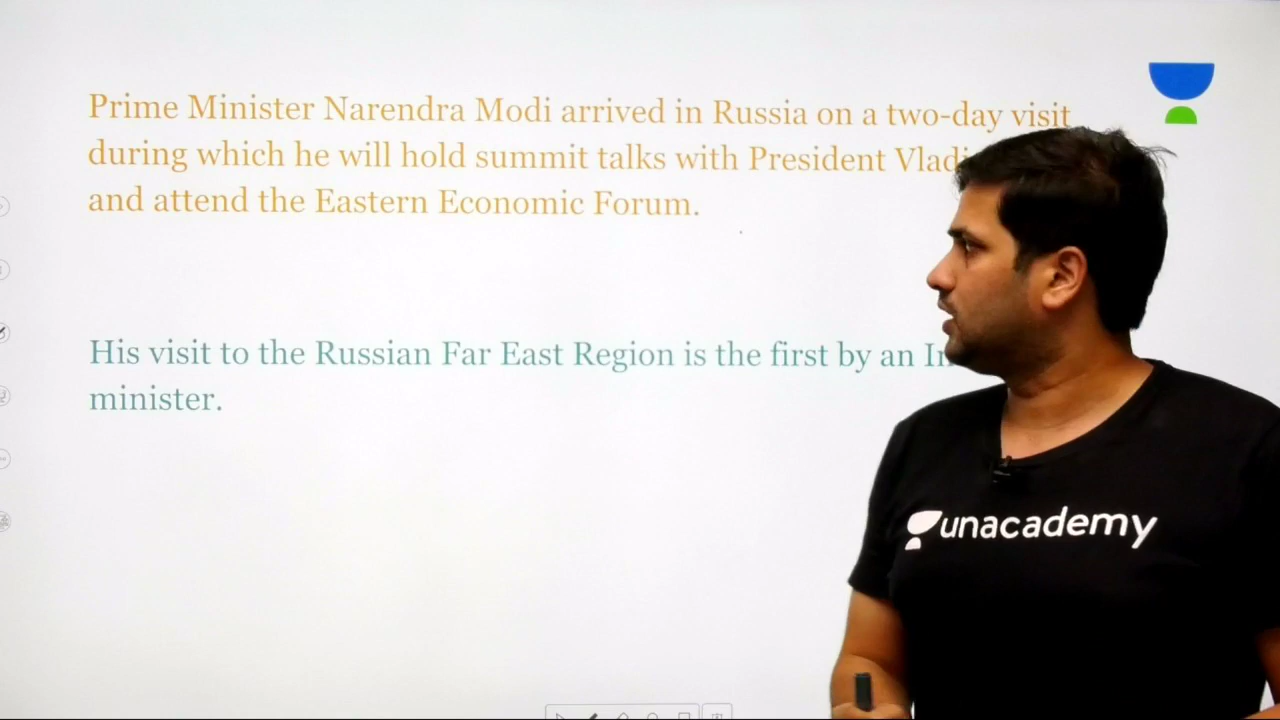 Prime Minister Narendra Modi arrived in Russia on a two-day visit
during which he will hold summit talks with President
and attend the Eastern Economic Forum.
His visit to the Russian Far East Region is the first by an
minister.
unacademy